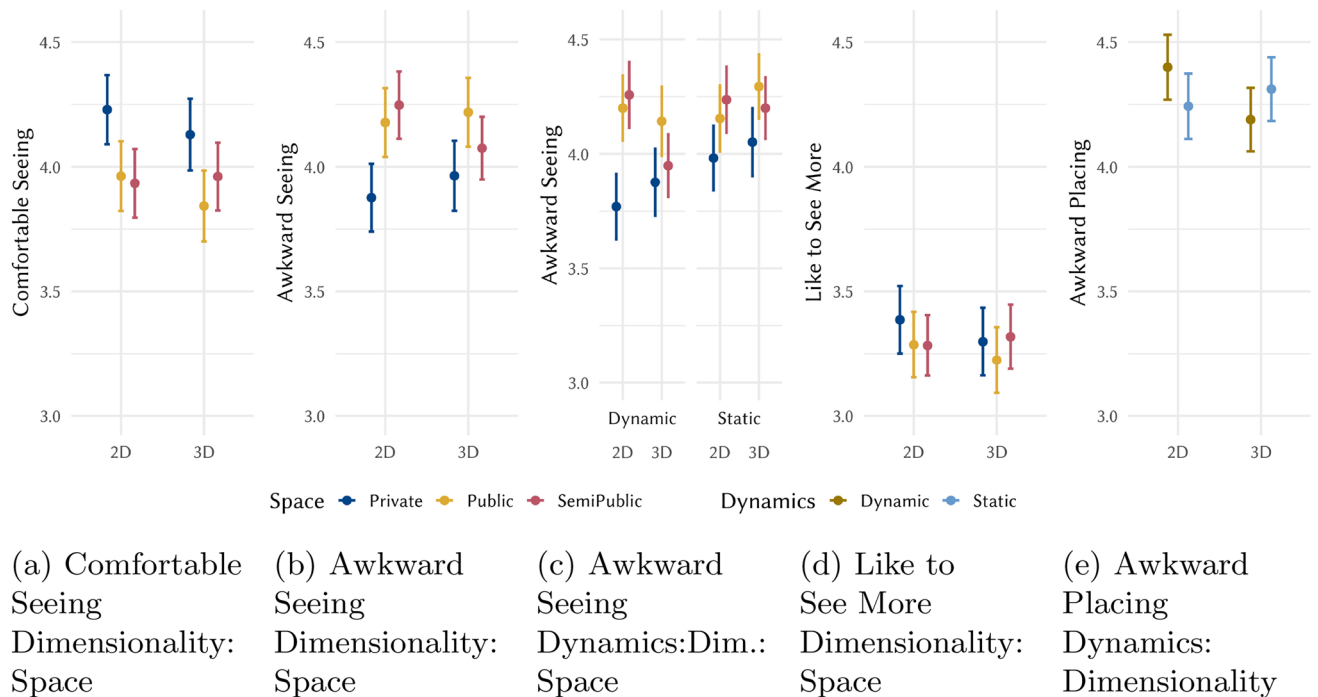 Comfortable Seeing
4.5
4.0
3.5
3.0
2D 3D
Awkward Seeing
4.5
4.0
3.5
3.0
2D 3D
Awkward Seeing
4.5
4.0
3.5
3.0
Dynamic Static
2D 3D 2D 3D
Like to See More
4.5
4.0
3.5
3.0
2D 3D
Awkward Placing
4.5
4.0
3.5
3.0
2D 3D
Space Private Public SemiPublic
Dynamics Dynamic Static
(a) Comfortable
Seeing
Dimensionality:
Space
(b) Awkward
Seeing
Dimensionality:
Space
(c) Awkward
Seeing
Dynamics:Dim.:
Space
(d) Like to
See More
Dimensionality:
Space
(e) Awkward
Placing
Dynamics:
Dimensionality